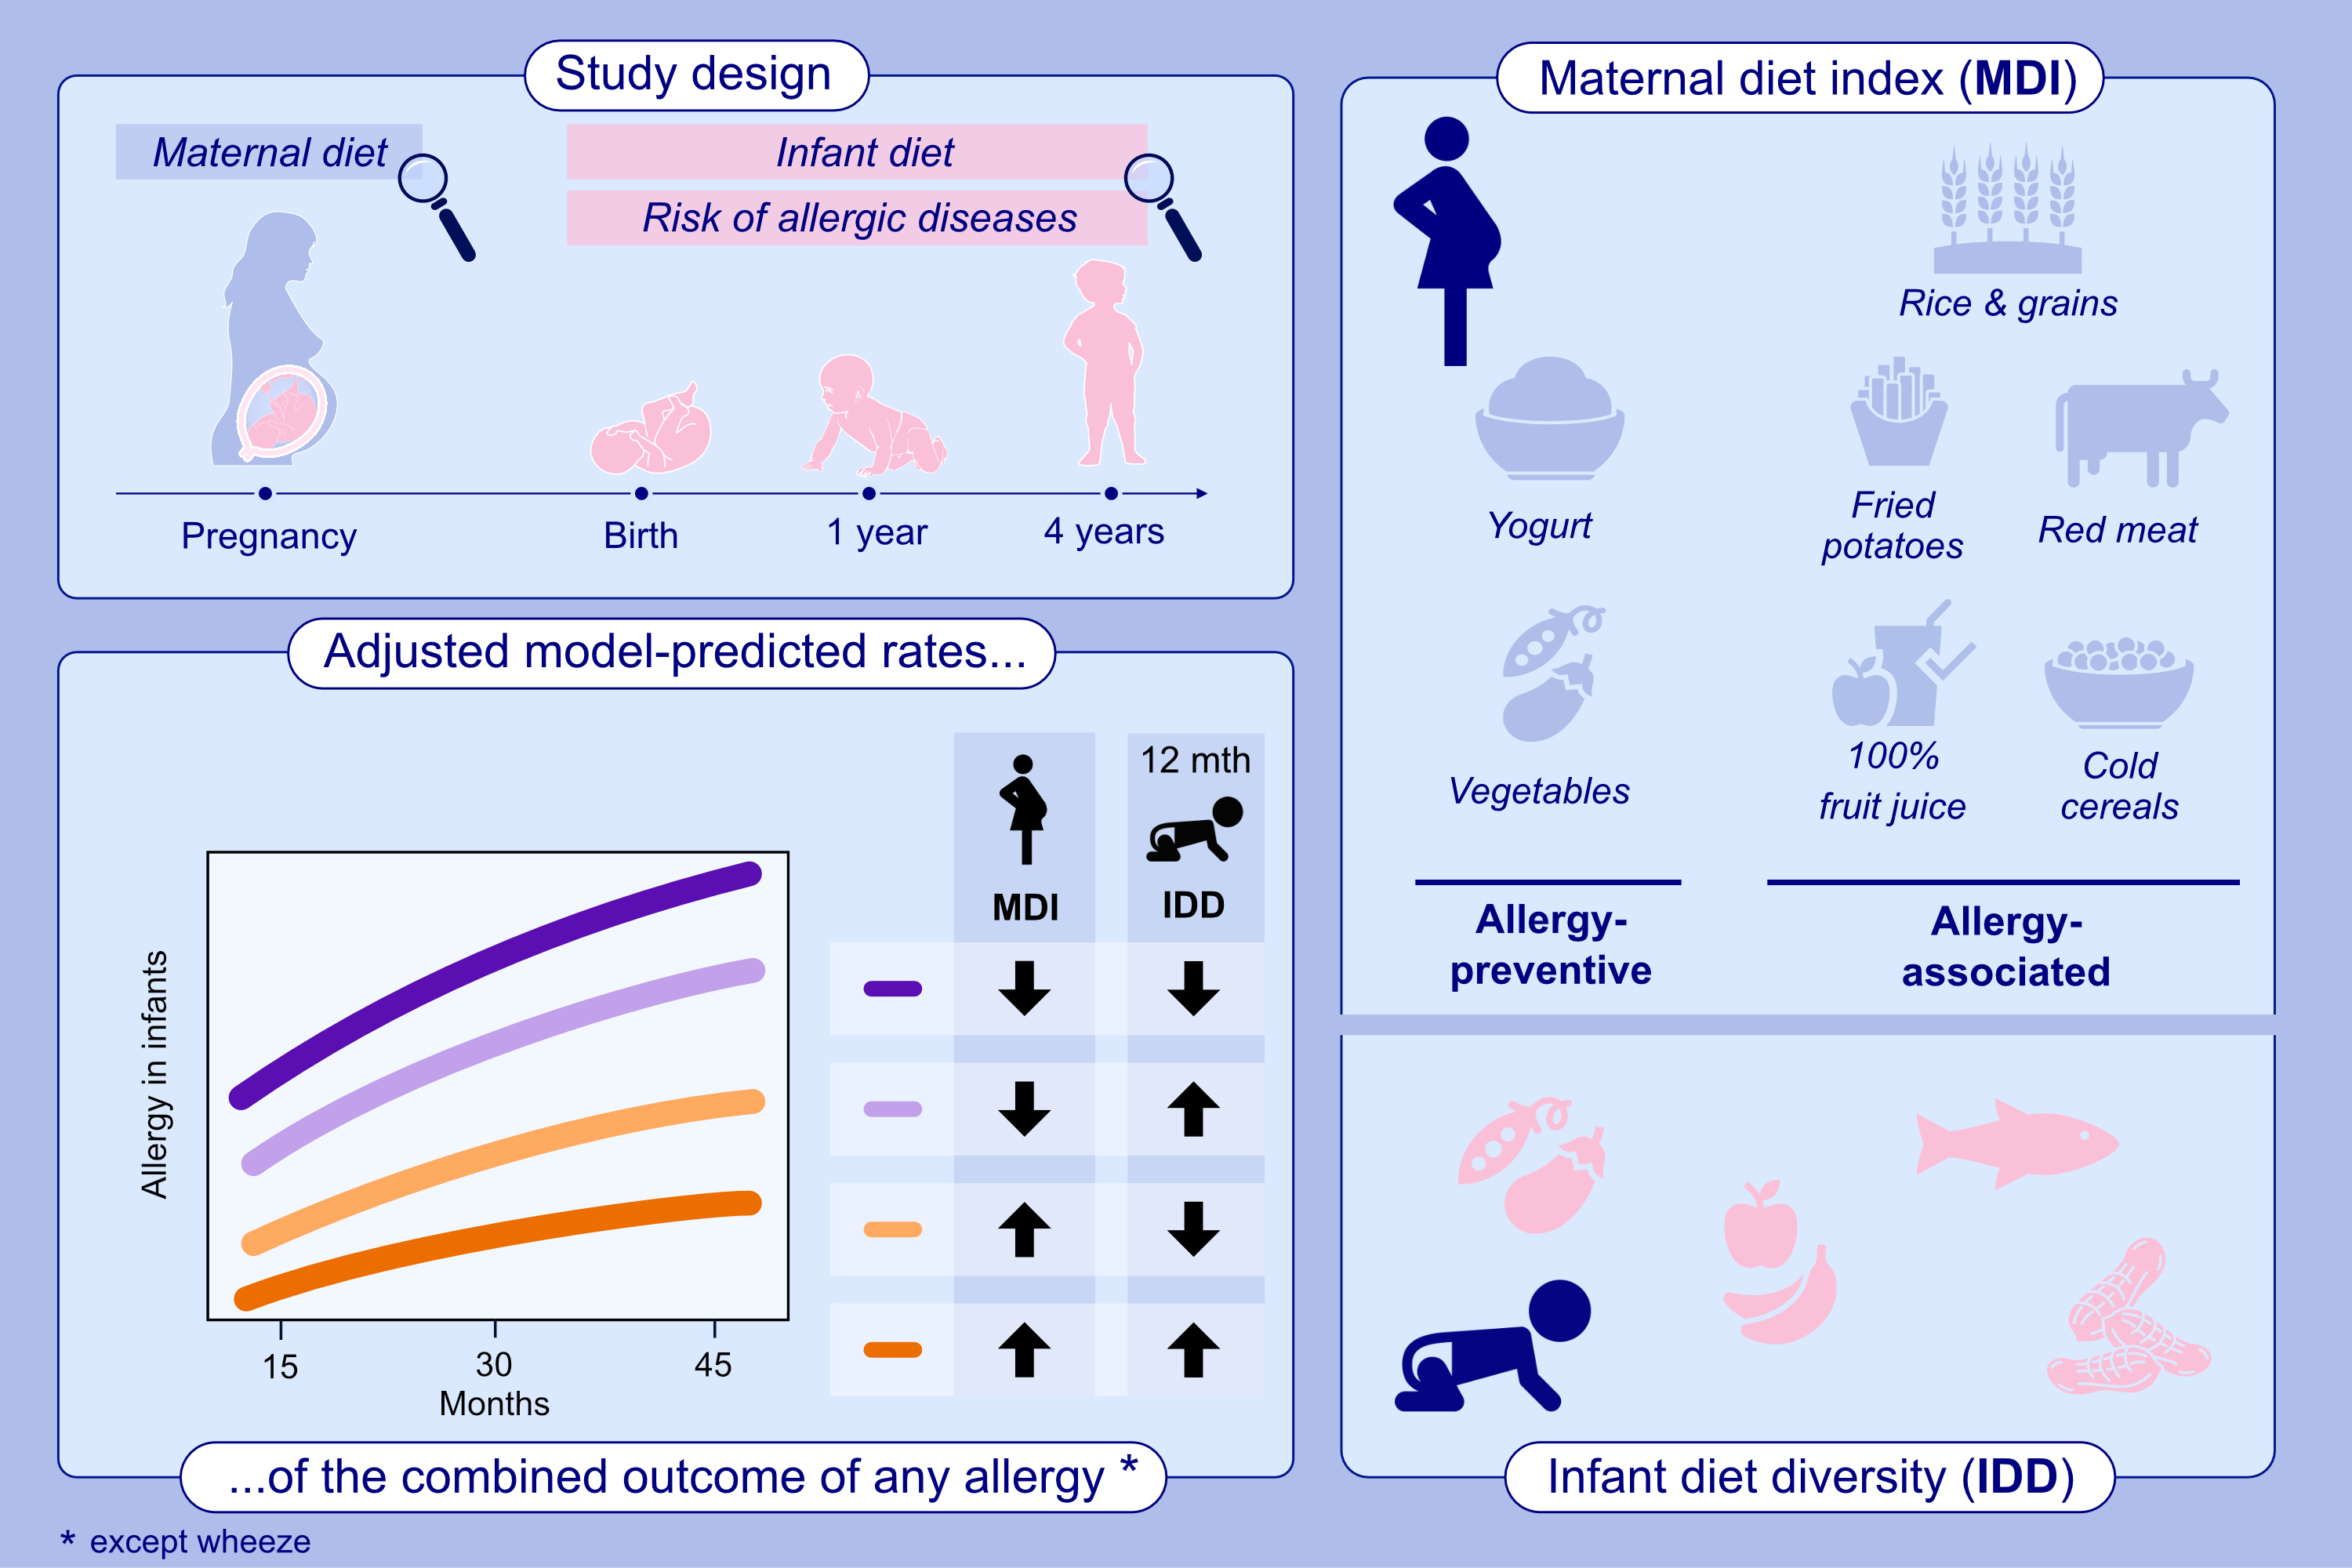 Study design
Maternal diet
Infant diet
Risk of allergic diseases
Pregnancy
Birth
1 year
4 years
Adjusted model-predicted rates...
12 mth
MDI
IDD
Allergy in infants
15
30
45
Months
...of the combined outcome of any allergy *
* except wheeze
Maternal diet index (MDI)
Rice & grains
Yogurt
Fried
potatoes
Red meat
Vegetables
100%
fruit juice
Cold
cereals
Allergy-
preventive
Allergy-
associated
Infant diet diversity (IDD)